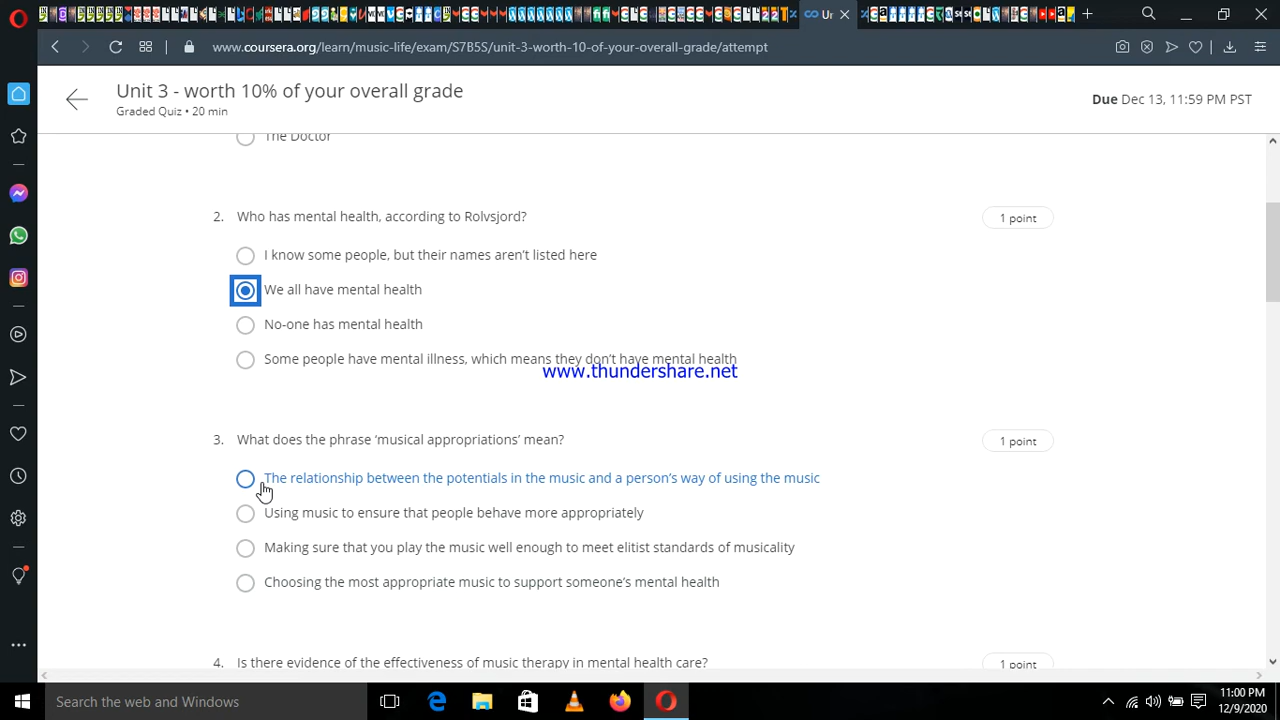 www.coursera.org/learn/music-life/exam/S7B5S/unit-3-worth-10-of-your-overall-grade/attempt
Unit 3 - worth 10% of your overall grade
Graded Quiz • 20 min
Due Dec 13, 11:59 PM PST
The Doctor
2. Who has mental health, according to Rolvsjord?
1 point
I know some people, but their names aren't listed here
We all have mental health
No-one has mental health
Some people have mental illness, which means they don't have mental health
www.thundershare.net
3. What does the phrase ‘musical appropriations’ mean?
1 point
The relationship between the potentials in the music and a person's way of using the music
Using music to ensure that people behave more appropriately
Making sure that you play the music well enough to meet elitist standards of musicality
Choosing the most appropriate music to support someone's mental health
4. Is there evidence of the effectiveness of music therapy in mental health care?
1 point
Search the web and Windows
11:00 PM
12/9/2020